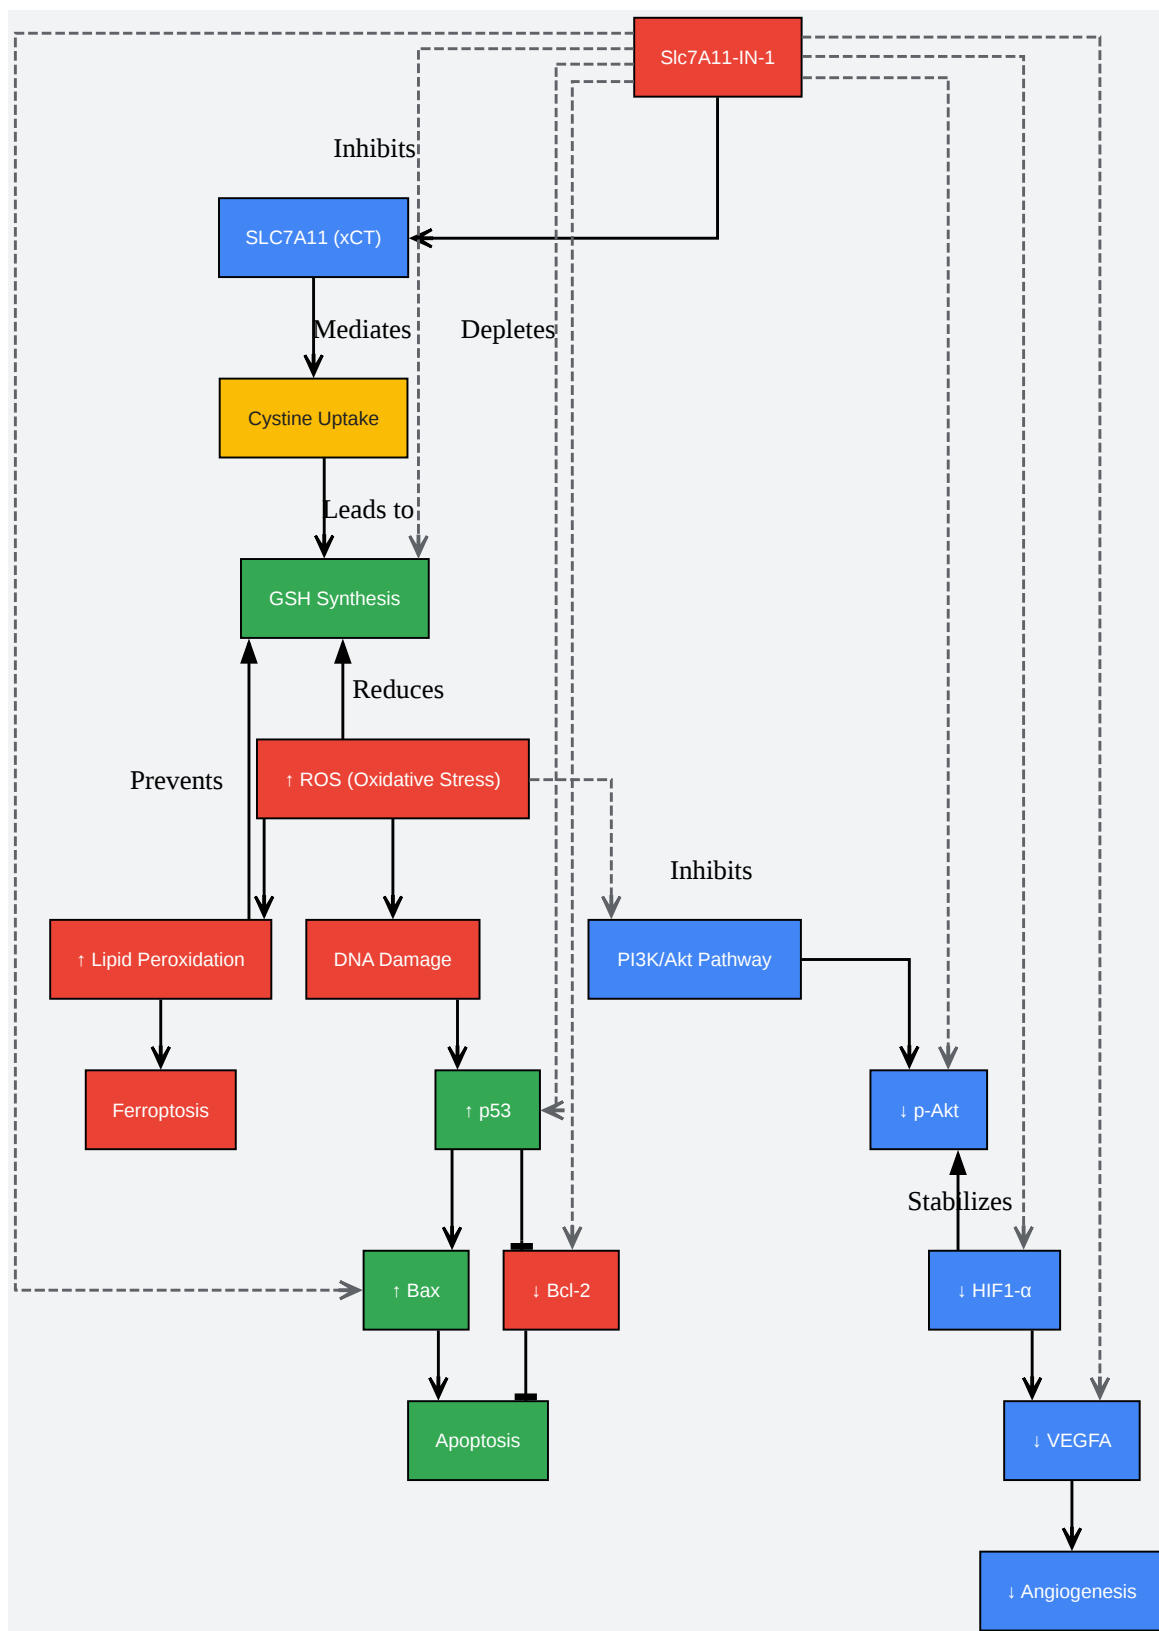 Slc7A11-IN-1
Inhibits
SLC7A11 (xCT)
Mediates
Depletes
Cystine Uptake
Leads to
GSH Synthesis
Reduces
Prevents
↑ ROS (Oxidative Stress)
Inhibits
↑ Lipid Peroxidation
DNA Damage
PI3K/Akt Pathway
Ferroptosis
↑ p53
↓ p-Akt
Stabilizes
↑ Bax
↓ Bcl-2
↓ HIF1-α
Apoptosis
↓ VEGFA
↓ Angiogenesis